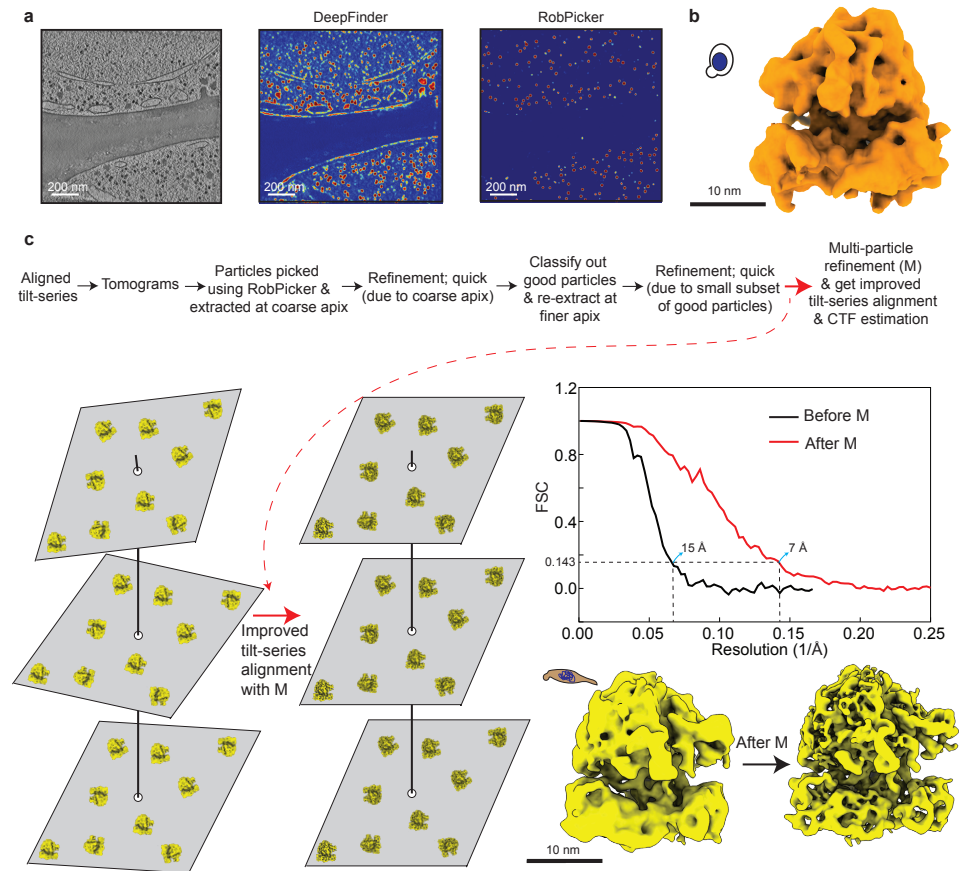 a
DeepFinder
RobPicker
b
200 nm
200 nm
200 nm
10 nm
c
Aligned
tilt-series
Tomograms
Particles picked
using RobPicker &
extracted at coarse apix
Refinement; quick
(due to coarse apix)
Classify out
good particles
& re-extract at
finer apix
Refinement; quick
(due to small subset
of good particles)
Multi-particle
refinement (M)
& get improved
tilt-series alignment
& CTF estimation
Improved
tilt-series
alignment
with M
1.2
0.8
0.4
0.143
0.0
FSC
Before M
After M
15 Å
7 Å
0.00
0.05
0.10
0.15
0.20
0.25
Resolution (1/Å)
After M
10 nm